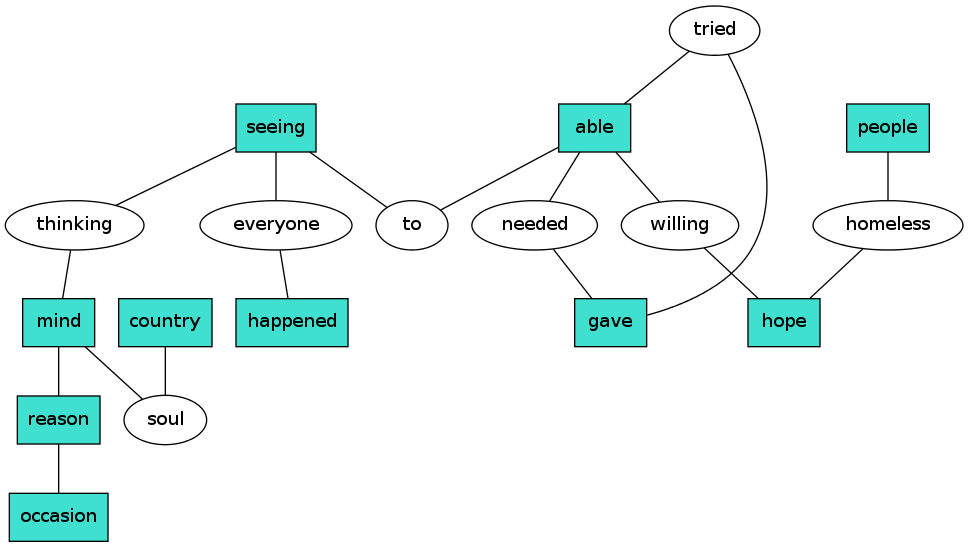 tried
seeing
able
people
thinking
everyone
to
needed
willing
homeless
mind
country
happened
gave
hope
reason
soul
occasion